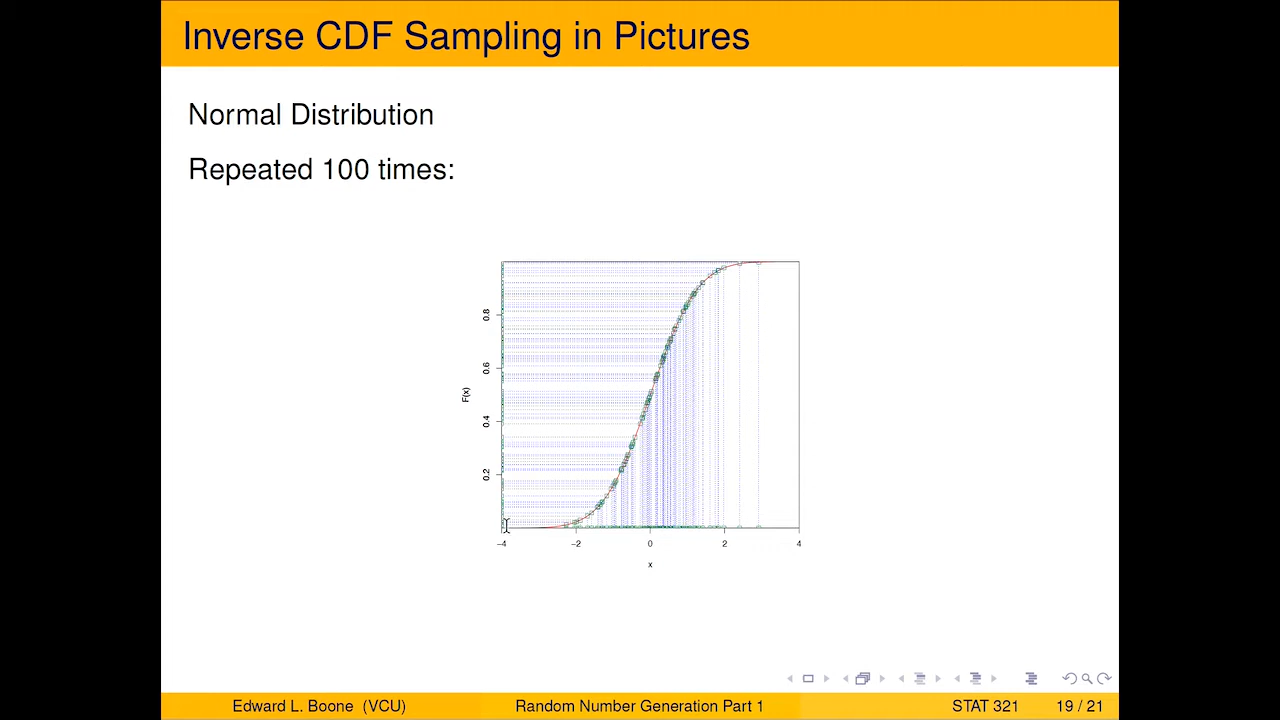 Inverse CDF Sampling in Pictures
Normal Distribution
Repeated 100 times:
0.8
0.6
0.4
0.2
F(x)
−4 −2 0 2 4
x
Edward L. Boone (VCU) Random Number Generation Part 1 STAT 321 19 / 21